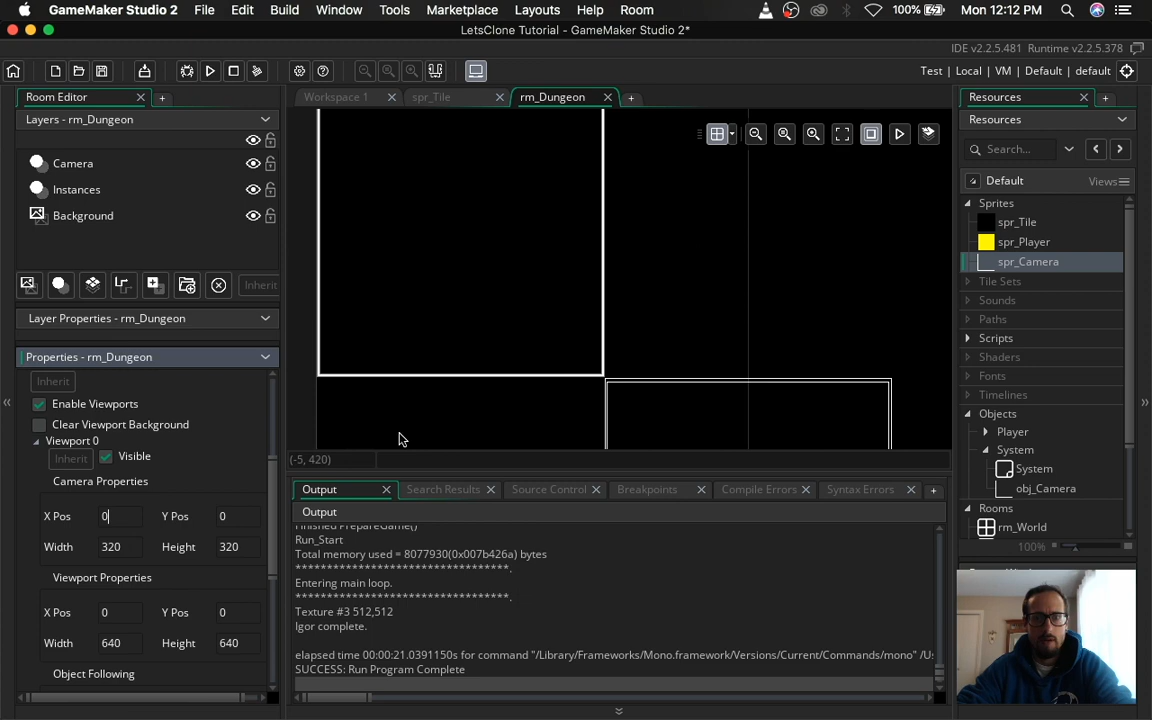 GameMaker Studio 2 File Edit Build Window Tools Marketplace Layouts Help Room 100% Mon 12:12 PM
LetsClone Tutorial - GameMaker Studio 2*
IDE v2.2.5.481 Runtime v2.2.5.378
Test | Local | VM | Default | default
Room Editor Workspace 1 spr_Tile rm_Dungeon Resources
Layers - rm_Dungeon Resources
Search...
Camera
Default Views
Instances
Sprites
Background
spr_Tile
spr_Player
spr_Camera
Tile Sets
Inherit
Sounds
Layer Properties - rm_Dungeon
Paths
Scripts
Properties - rm_Dungeon
Shaders
Inherit
Fonts
Enable Viewports
Timelines
Clear Viewport Background
Objects
Viewport 0
Player
Inherit Visible
(-5, 420)
System
Camera Properties
System
Output Search Results Source Control Breakpoints Compile Errors Syntax Errors
obj_Camera
X Pos 0 Y Pos 0
Output
Rooms
Finished PrepareGame()
rm_World
Run_Start
Width 320 Height 320
100%
Total memory used = 8077930(0x007b426a) bytes
*********************************.
Viewport Properties
Entering main loop.
*********************************.
X Pos 0 Y Pos 0
Texture #3 512,512
Igor complete.
Width 640 Height 640
elapsed time 00:00:21.0391150s for command "/Library/Frameworks/Mono.framework/Versions/Current/Commands/mono" /Us
Object Following
SUCCESS: Run Program Complete